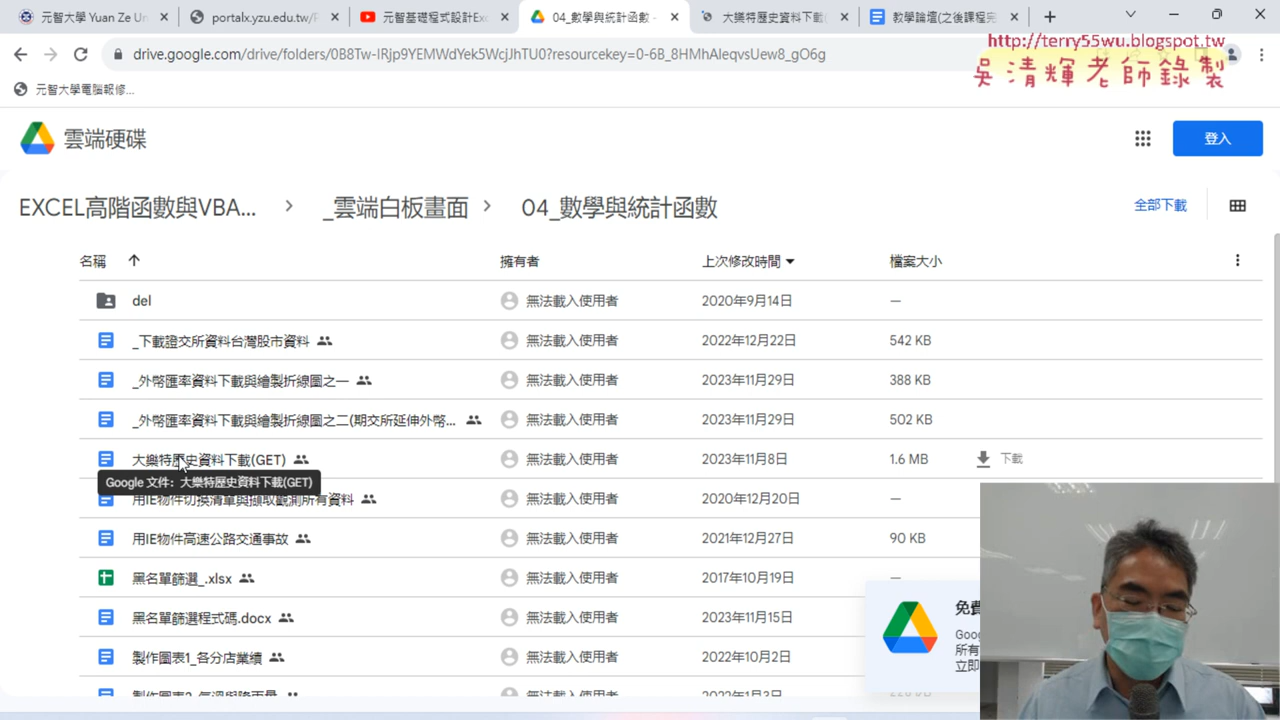 元智大學 Yuan Ze Un
portalx.yzu.edu.tw/P
元智基礎程式設計Exc
04_數學與統計函數 -
大樂特歷史資料下載(
教學論壇(之後課程完
drive.google.com/drive/folders/0B8Tw-lRjp9YEMWdYek5WcjJhTU0?resourcekey=0-6B_8HMhAleqvsUew8_gO6g
http://terry55wu.blogspot.tw
吳清輝老師錄製
元智大學電腦報修...
雲端硬碟
登入
EXCEL高階函數與VBA... > _雲端白板畫面 > 04_數學與統計函數
全部下載
名稱 擁有者 上次修改時間 檔案大小
del 無法載入使用者 2020年9月14日 —
_下載證交所資料台灣股市資料 無法載入使用者 2022年12月22日 542 KB
_外幣匯率資料下載與繪製折線圖之一 無法載入使用者 2023年11月29日 388 KB
_外幣匯率資料下載與繪製折線圖之二(期交所延伸外幣... 無法載入使用者 2023年11月29日 502 KB
大樂特歷史資料下載(GET) 無法載入使用者 2023年11月8日 1.6 MB 下載
Google 文件: 大樂特歷史資料下載(GET)
用IE物件切換清單與擷取觀測所有資料 無法載入使用者 2020年12月20日 —
用IE物件高速公路交通事故 無法載入使用者 2021年12月27日 90 KB
黑名單篩選_.xlsx 無法載入使用者 2017年10月19日 —
黑名單篩選程式碼.docx 無法載入使用者 2023年11月15日
製作圖表1_各分店業績 無法載入使用者 2022年10月2日
免費
Goog
所有
立即